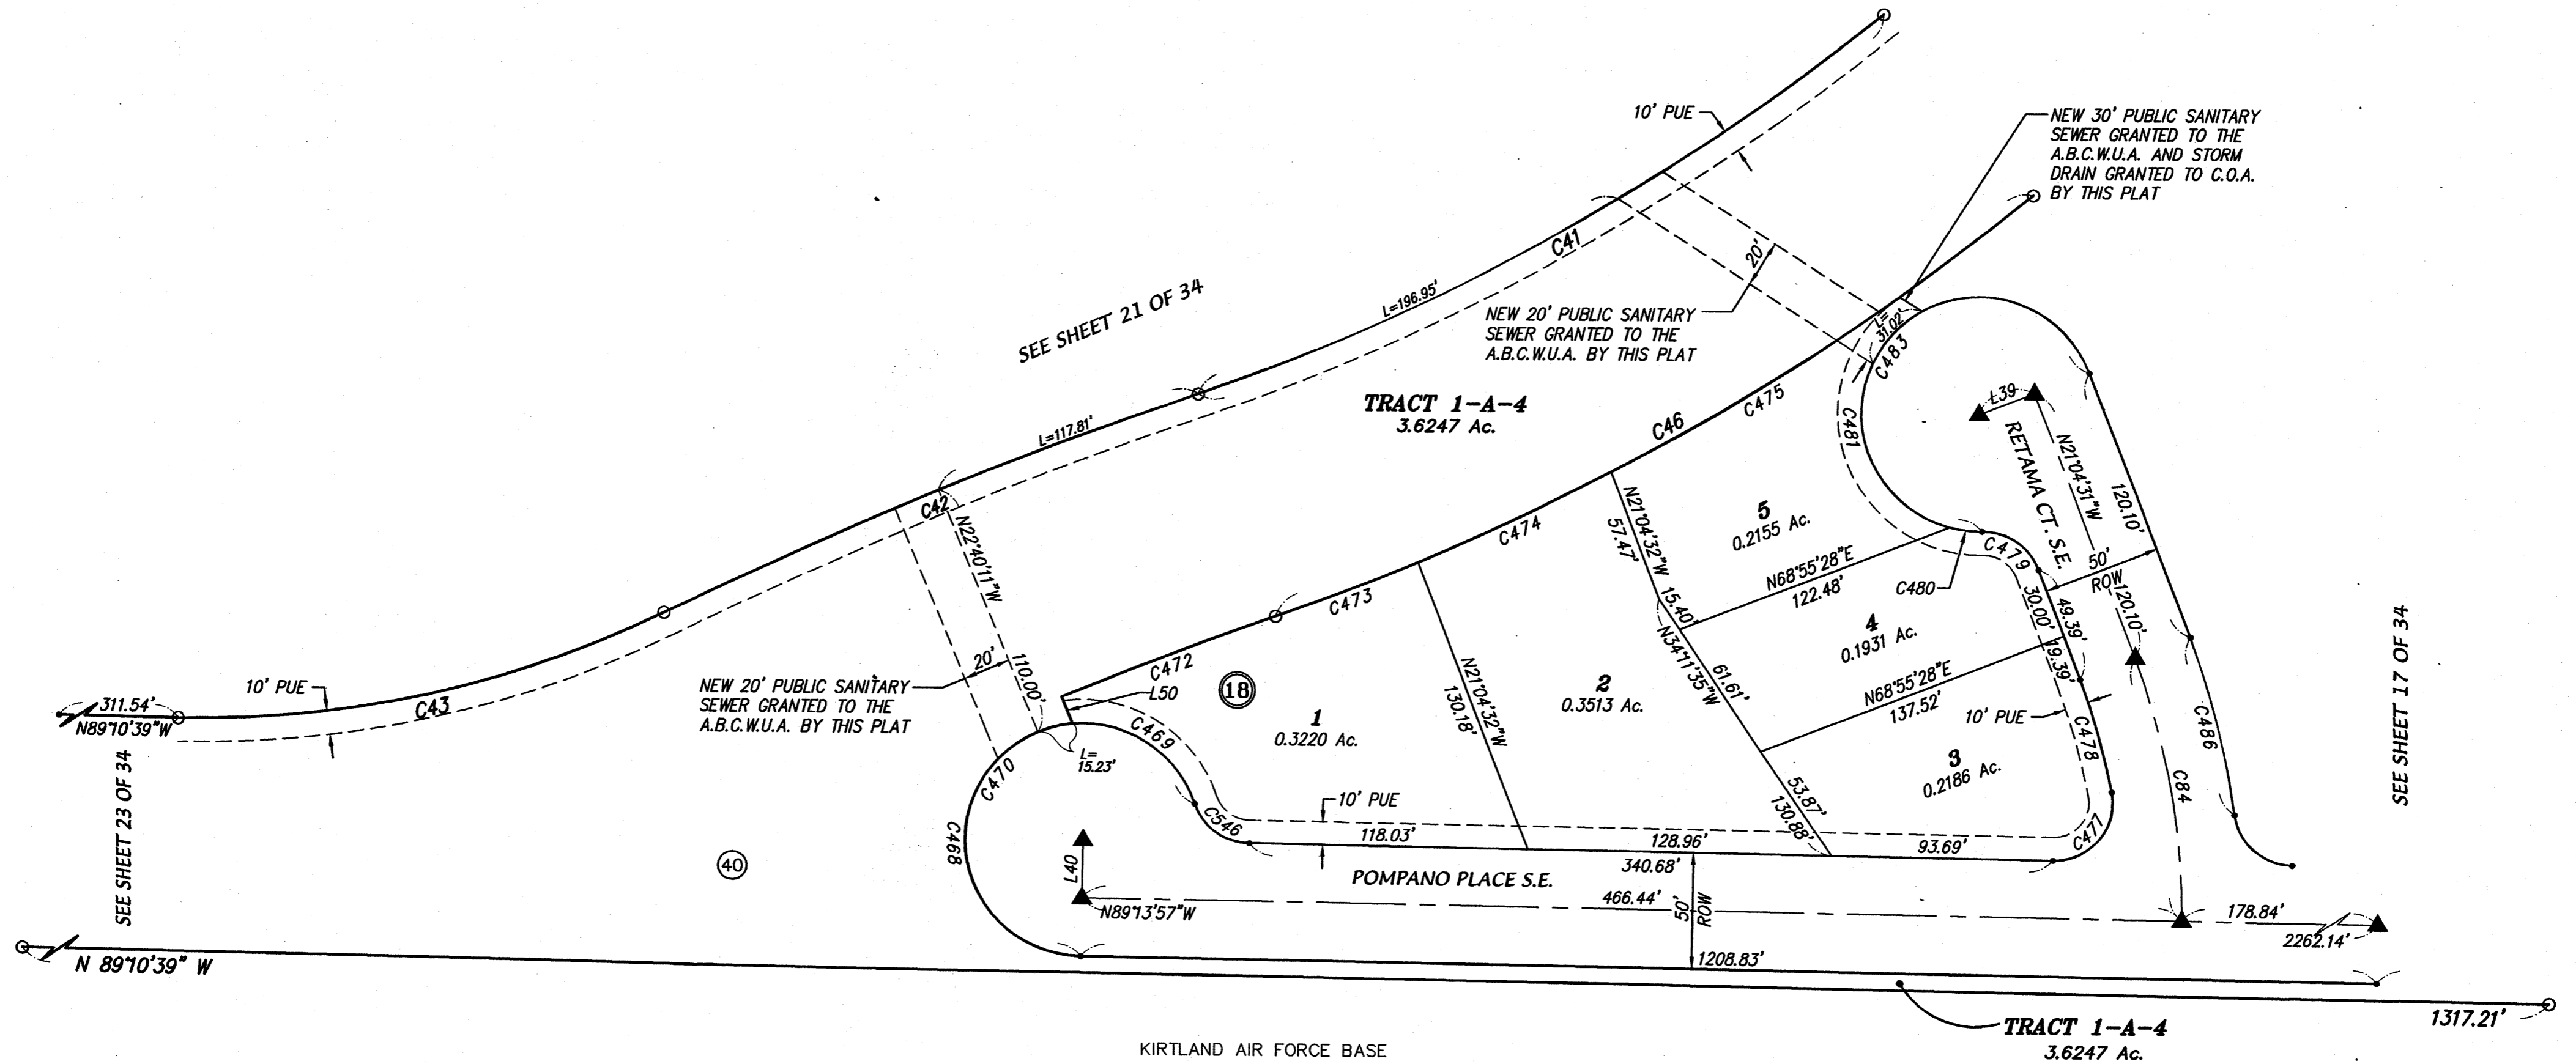 10' PUE
NEW 30' PUBLIC SANITARY
SEWER GRANTED TO THE
A.B.C.W.U.A. AND STORM
DRAIN GRANTED TO C.O.A.
BY THIS PLAT
C41
20'
L=196.95'
SEE SHEET 21 OF 34
NEW 20' PUBLIC SANITARY
SEWER GRANTED TO THE
A.B.C.W.U.A. BY THIS PLAT
L=
37.02'
C483
TRACT 1-A-4
3.6247 Ac.
C46
C475
L39
C481
RETAMA CT. S.E.
N21°04'31"W
120.10'
L=117.81'
C42
N22°40'11"W
110.00'
20'
C474
N21°04'32"W
57.47'
5
0.2155 Ac.
C479
50'
ROW
N68°55'28"E
122.48'
C480
15.40'
N34°11'35"W
61.61'
4
0.1931 Ac.
30.00'
49.39'
120.10'
19.39'
C473
C472
L50
18
1
0.3220 Ac.
N21°04'32"W
130.18'
2
0.3513 Ac.
N68°55'28"E
137.52'
10' PUE
3
0.2186 Ac.
C478
C486
C84
SEE SHEET 17 OF 34
NEW 20' PUBLIC SANITARY
SEWER GRANTED TO THE
A.B.C.W.U.A. BY THIS PLAT
10' PUE
C43
311.54'
N89°10'39"W
SEE SHEET 23 OF 34
C469
L=
15.23'
C470
C468
C546
10' PUE
53.87'
130.88'
C477
118.03'
128.96'
93.69'
340.68'
POMPANO PLACE S.E.
40
L40
N89°13'57"W
466.44'
50'
ROW
178.84'
2262.14'
N 89°10'39" W
1208.83'
TRACT 1-A-4
3.6247 Ac.
1317.21'
KIRTLAND AIR FORCE BASE